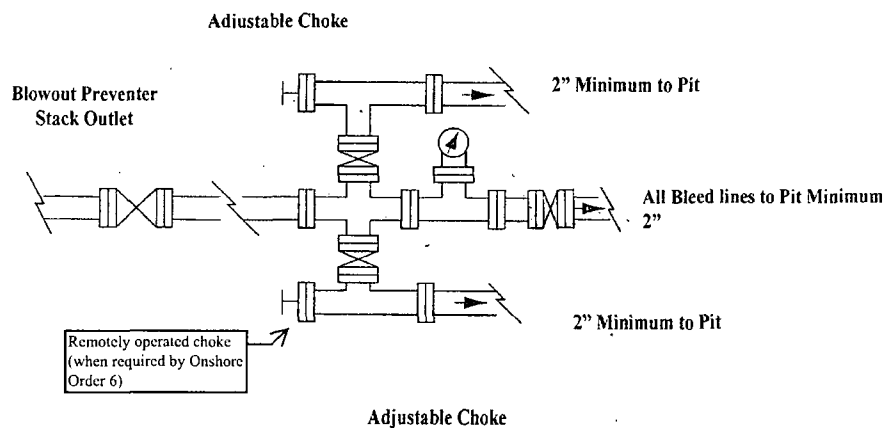 Adiustable Choke
2” Minimum to Pit
Blowout Preventer
Stack Outlet
All Bleed lines to Pit Minimum
2”
2” Minimum to Pit
Remotely operated choke
(when required by Onshore
Order 6)
Adjustable Choke